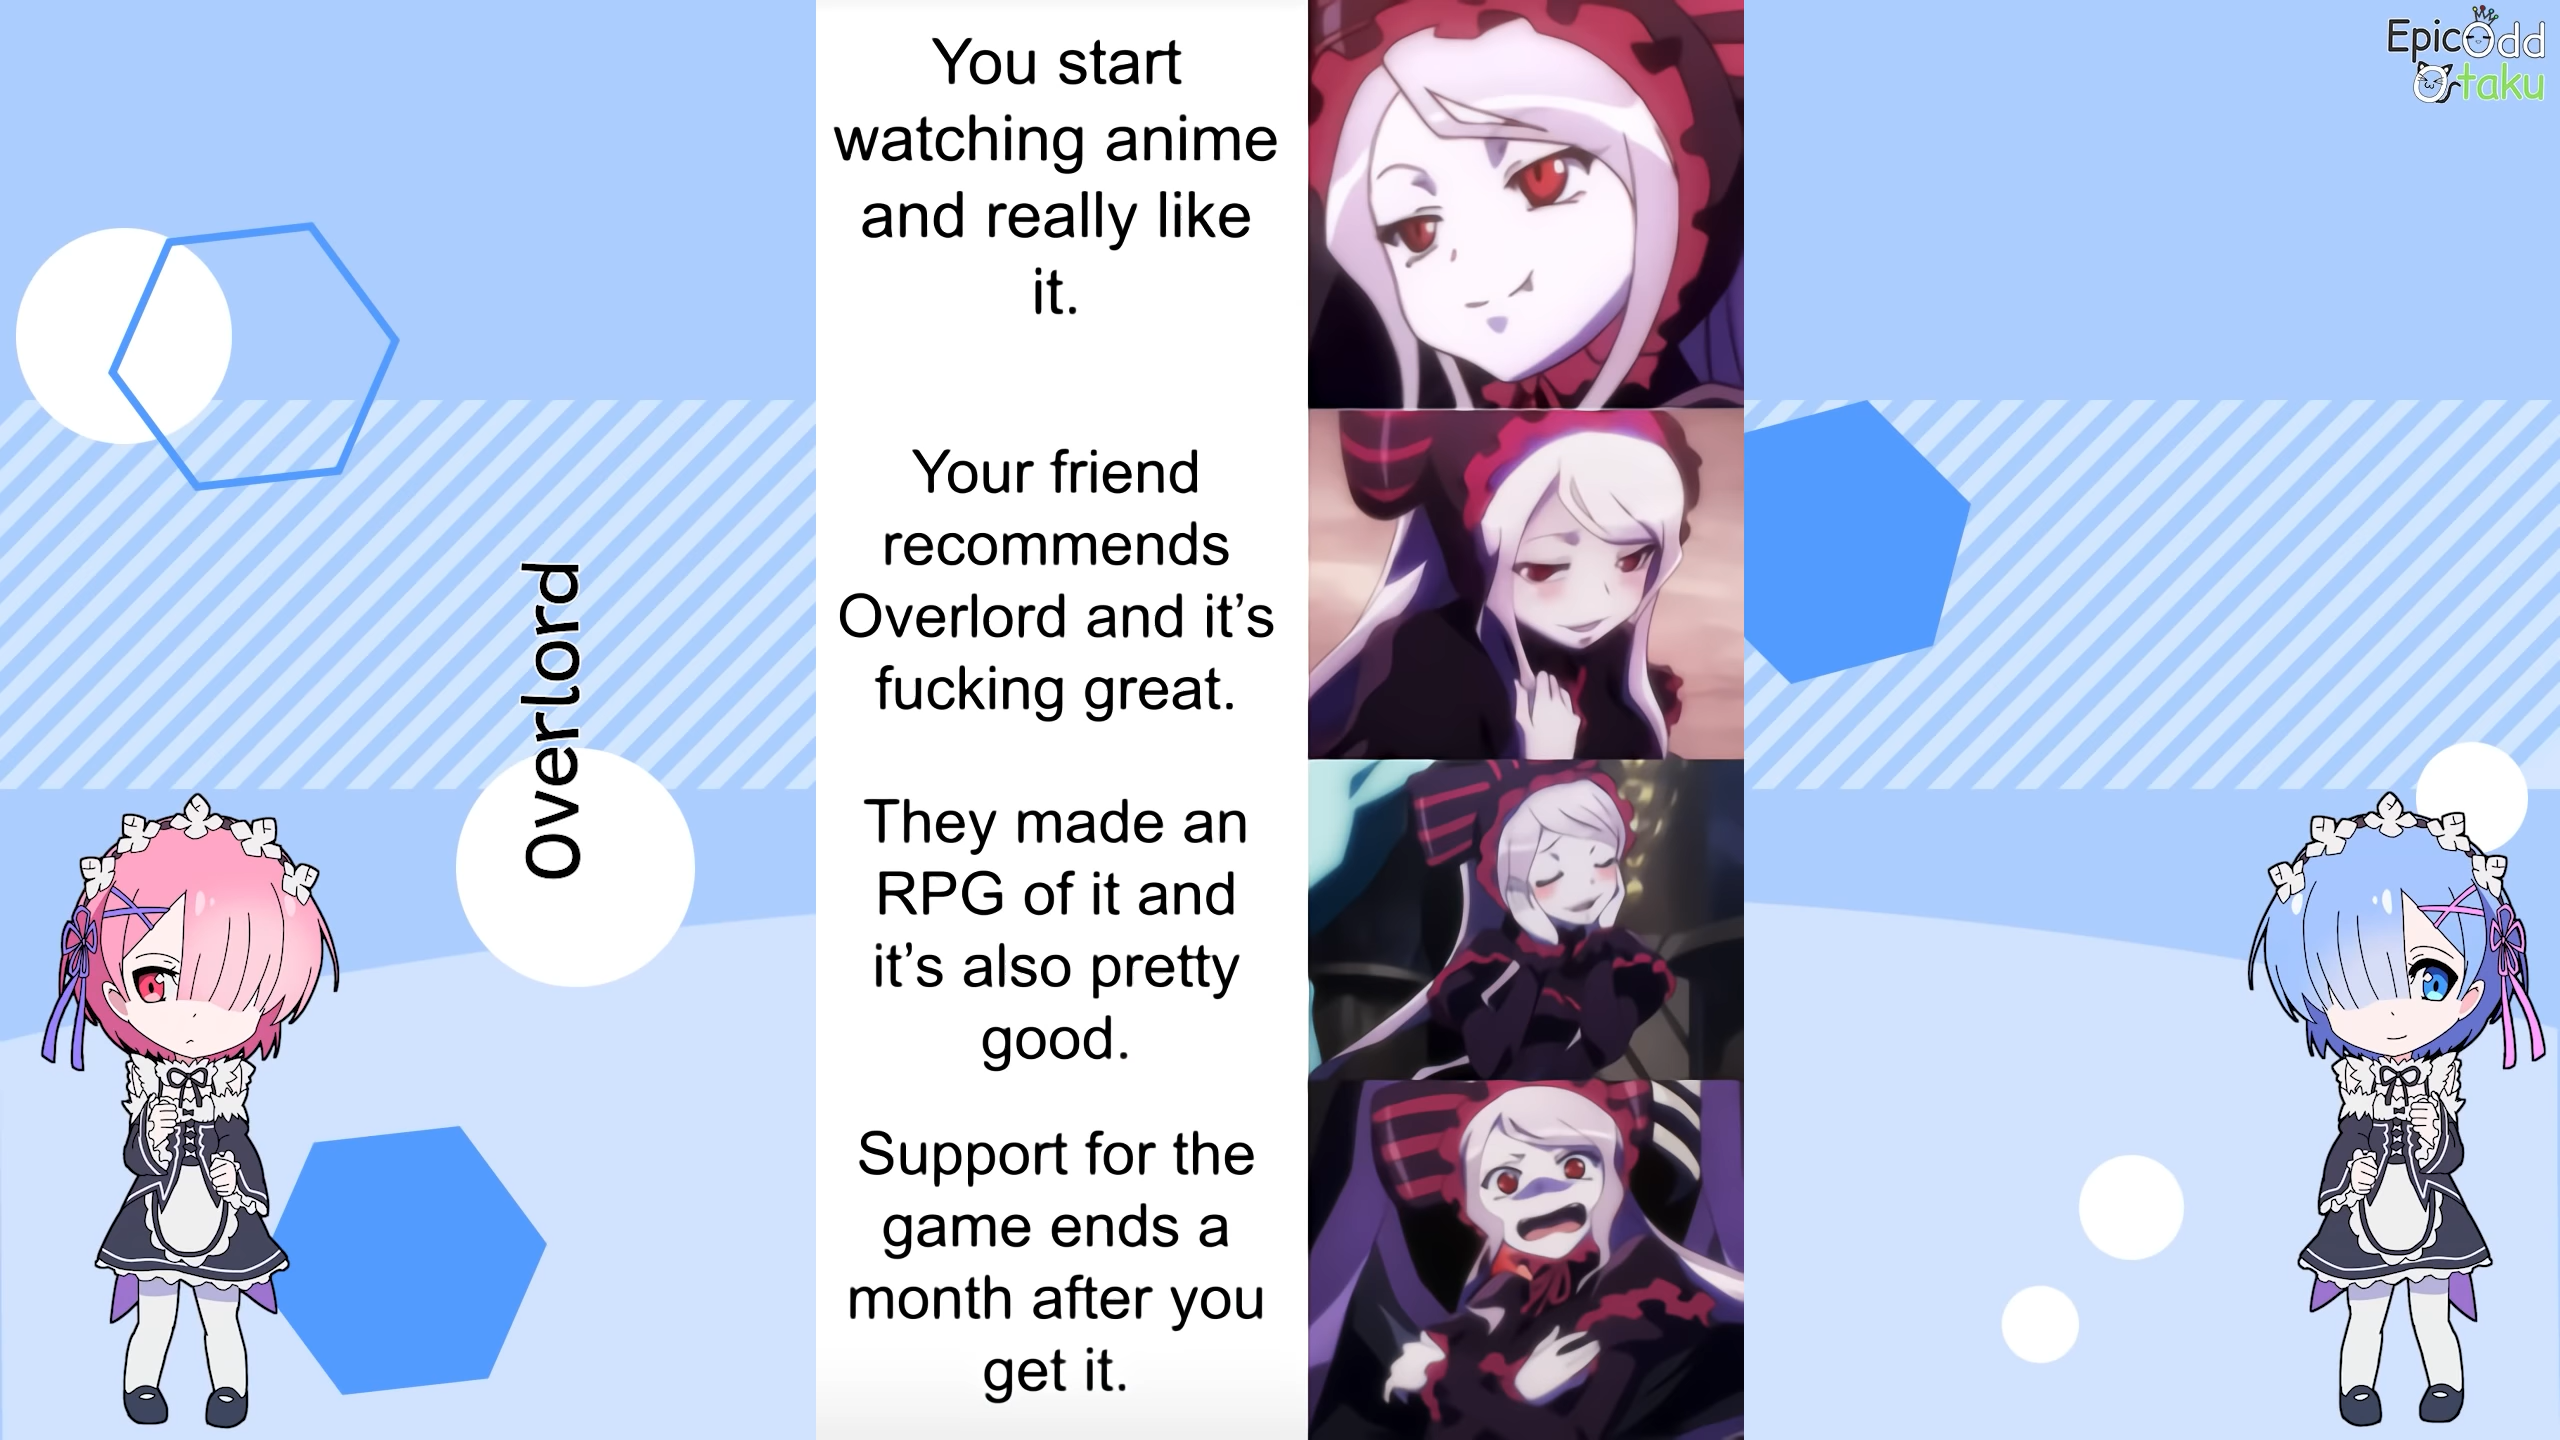 Overlord
You start
watching anime
and really like
it.
Your friend
recommends
Overlord and it’s
fucking great.
They made an
RPG of it and
it’s also pretty
good.
Support for the
game ends a
month after you
get it.
EpicOdd
Otaku